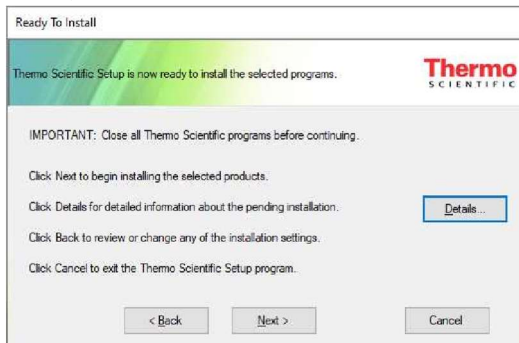 Ready To Install
Thermo Scientific Setup is now ready to install the selected programs.
Thermo
SCIENTIFIC
IMPORTANT: Close all Thermo Scientific programs before continuing.
Click Next to begin installing the selected products.
Click Details for detailed information about the pending installation.
Details...
Click Back to review or change any of the installation settings.
Click Cancel to exit the Thermo Scientific Setup program.
< Back
Next >
Cancel